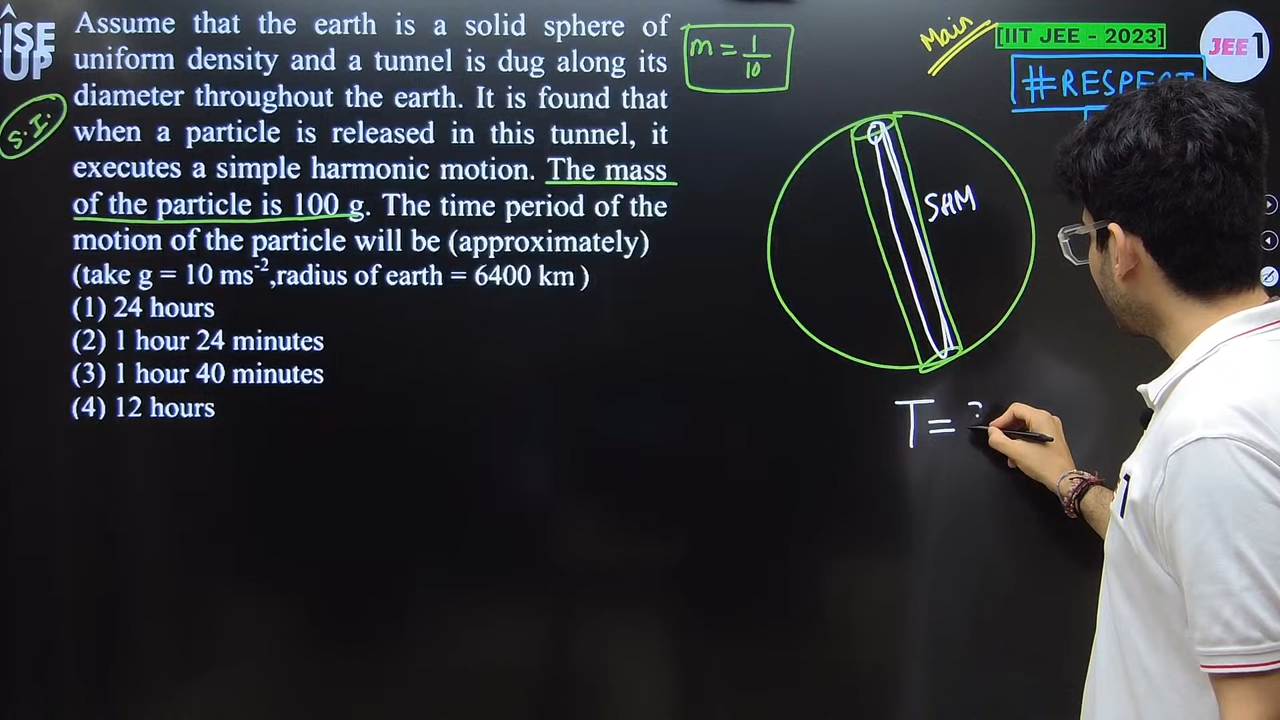 RISE
UP
Assume that the earth is a solid sphere of
uniform density and a tunnel is dug along its
diameter throughout the earth. It is found that
when a particle is released in this tunnel, it
executes a simple harmonic motion. The mass
of the particle is 100 g. The time period of the
motion of the particle will be (approximately)
(take g = 10 ms⁻²,radius of earth = 6400 km )
(1) 24 hours
(2) 1 hour 24 minutes
(3) 1 hour 40 minutes
(4) 12 hours
S.I.
m = 1/10
Main
[IIT JEE - 2023]
JEE 1
#RESPECT
SHM
T = ?